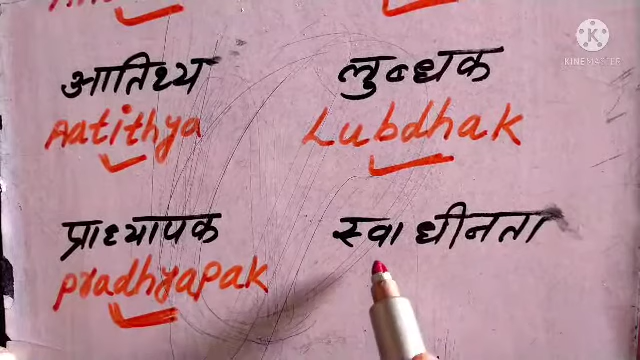 आतिथ्य लुब्धक
Aatithya Lubdhak
प्राध्यापक स्वाधीनता
Pradhyapak
KINEMASTER